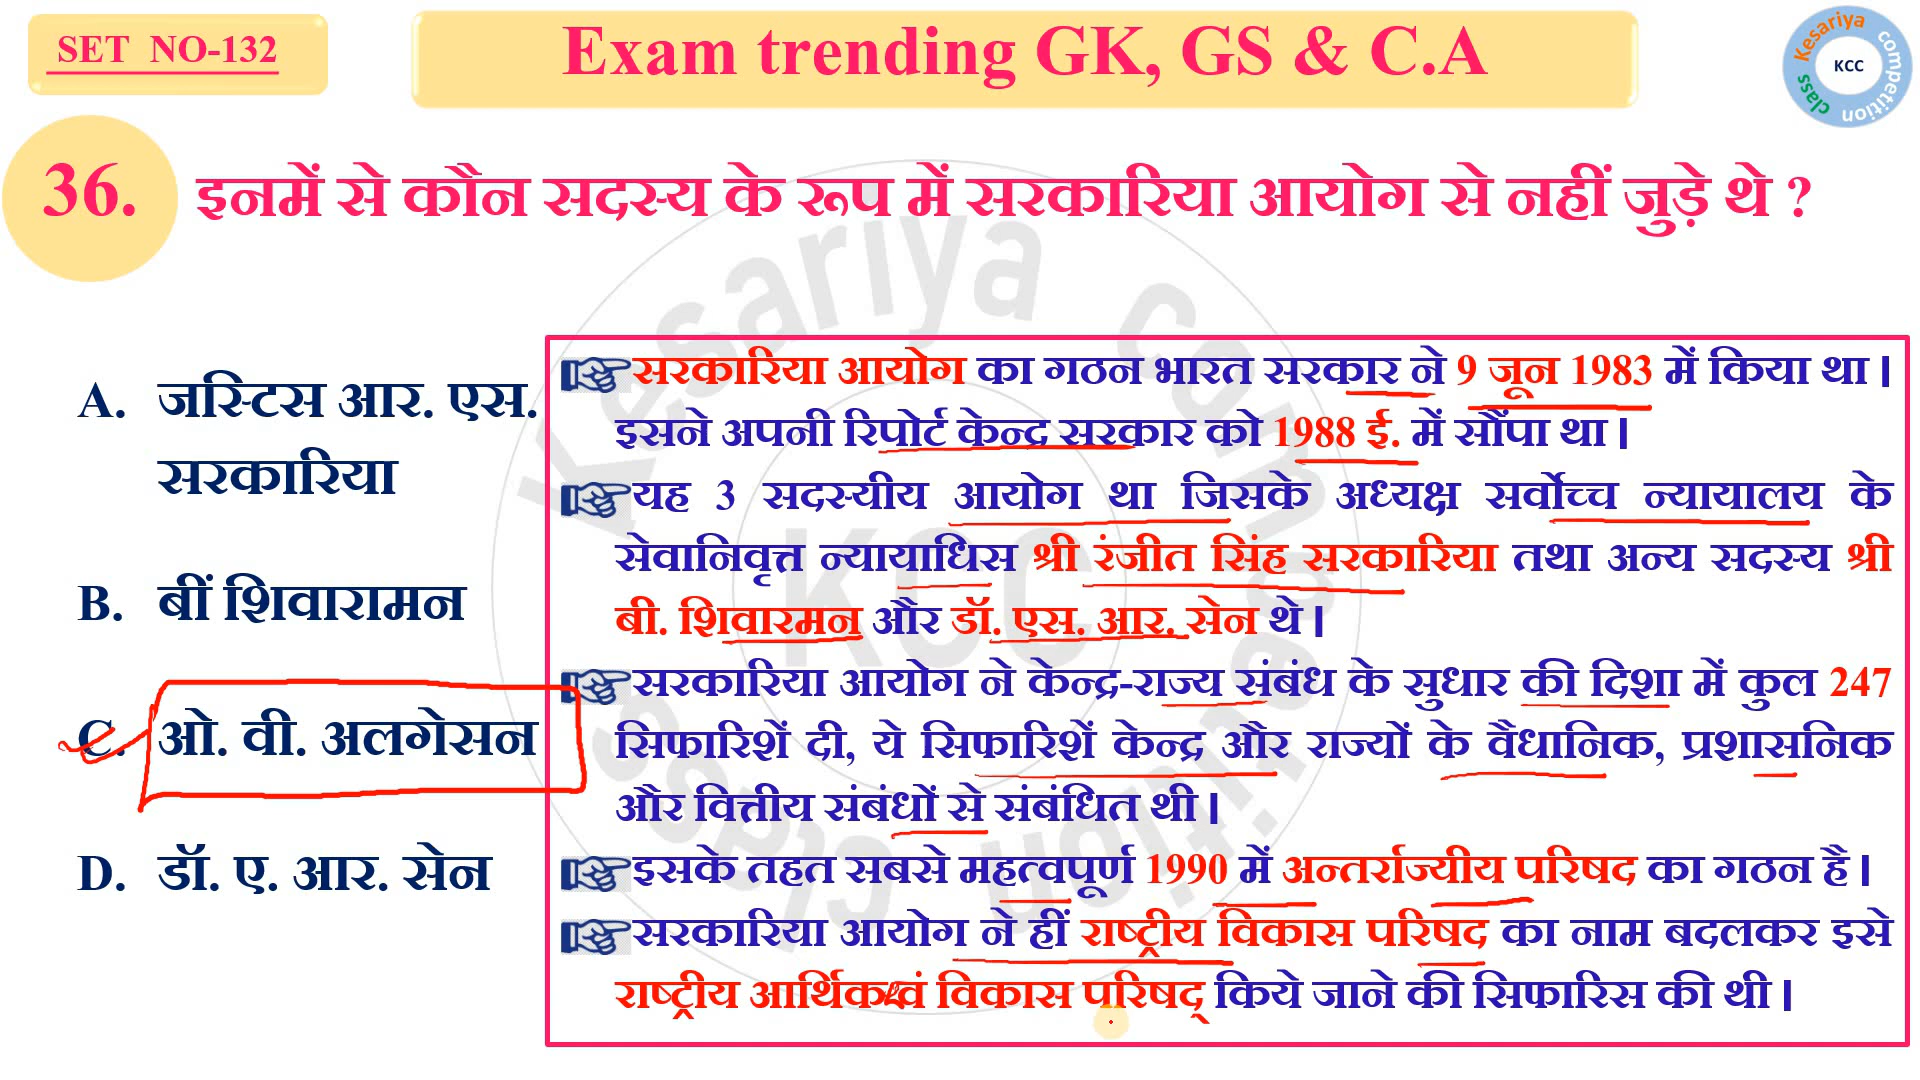 SET NO-132
Exam trending GK, GS & C.A
Kesariya competition class
KCC
36. इनमें से कौन सदस्य के रूप में सरकारिया आयोग से नहीं जुड़े थे ?
A. जस्टिस आर. एस.
सरकारिया
B. बीं शिवारामन
C. ओ. वी. अलगेसन
D. डॉ. ए. आर. सेन
सरकारिया आयोग का गठन भारत सरकार ने 9 जून 1983 में किया था।
इसने अपनी रिपोर्ट केन्द्र सरकार को 1988 ई. में सौंपा था।
यह 3 सदस्यीय आयोग था जिसके अध्यक्ष सर्वोच्च न्यायालय के
सेवानिवृत्त न्यायाधिस श्री रंजीत सिंह सरकारिया तथा अन्य सदस्य श्री
बी. शिवारमन और डॉ. एस. आर. सेन थे।
सरकारिया आयोग ने केन्द्र-राज्य संबंध के सुधार की दिशा में कुल 247
सिफारिशें दी, ये सिफारिशें केन्द्र और राज्यों के वैधानिक, प्रशासनिक
और वित्तीय संबंधों से संबंधित थी।
इसके तहत सबसे महत्वपूर्ण 1990 में अन्तर्राज्यीय परिषद का गठन है।
सरकारिया आयोग ने हीं राष्ट्रीय विकास परिषद का नाम बदलकर इसे
राष्ट्रीय आर्थिक एवं विकास परिषद् किये जाने की सिफारिस की थी।
Kesariya competition class
KCC